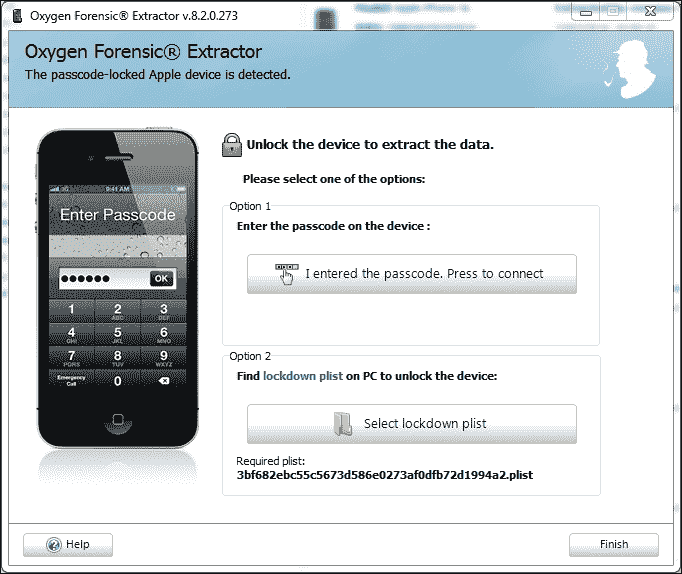 Oxygen Forensic® Extractor v.8.2.0.273
Oxygen Forensic® Extractor
The passcode-locked Apple device is detected.
Unlock the device to extract the data.
Please select one of the options:
Option 1
Enter the passcode on the device :
I entered the passcode. Press to connect
Option 2
Find lockdown plist on PC to unlock the device:
Select lockdown plist
Required plist:
3bf682ebc55c5673d586e0273af0dfb72d1994a2.plist
3G 9:41 AM
Enter Passcode
OK
1 2 3
ABC DEF
4 5 6
GHI JKL MNO
7 8 9
PQRS TUV WXYZ
Emergency
Call
0
Help
Finish